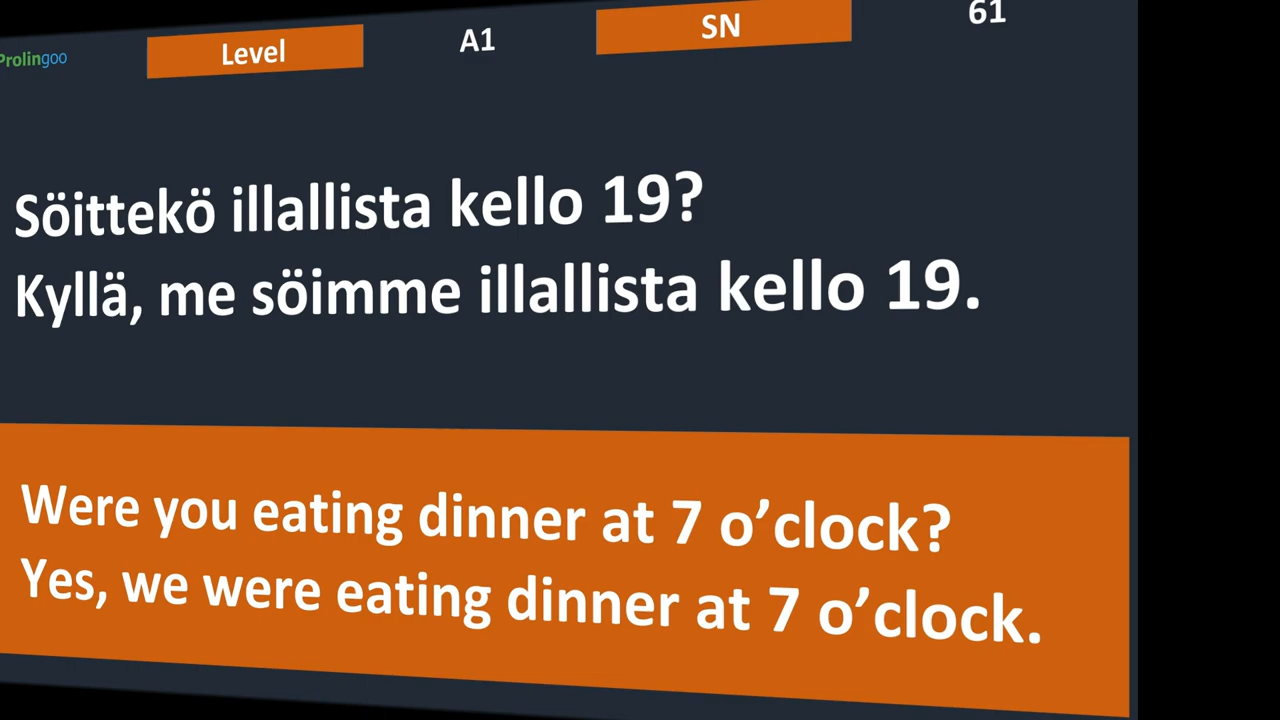 Prolingoo
Level
A1
SN
61
Söittekö illallista kello 19?
Kyllä, me söimme illallista kello 19.
Were you eating dinner at 7 o’clock?
Yes, we were eating dinner at 7 o’clock.